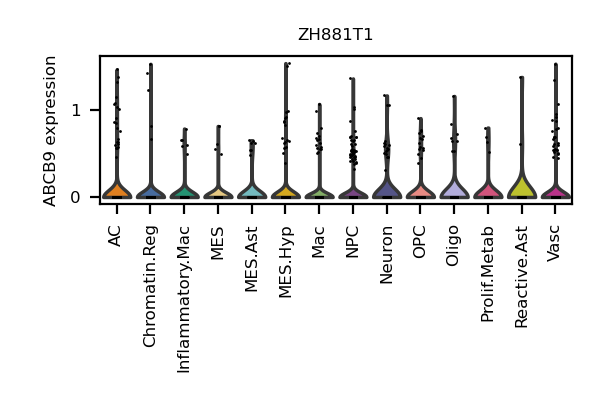 ZH881T1
ABCB9 expression
1
0
AC
Chromatin.Reg
Inflammatory.Mac
MES
MES.Ast
MES.Hyp
Mac
NPC
Neuron
OPC
Oligo
Prolif.Metab
Reactive.Ast
Vasc